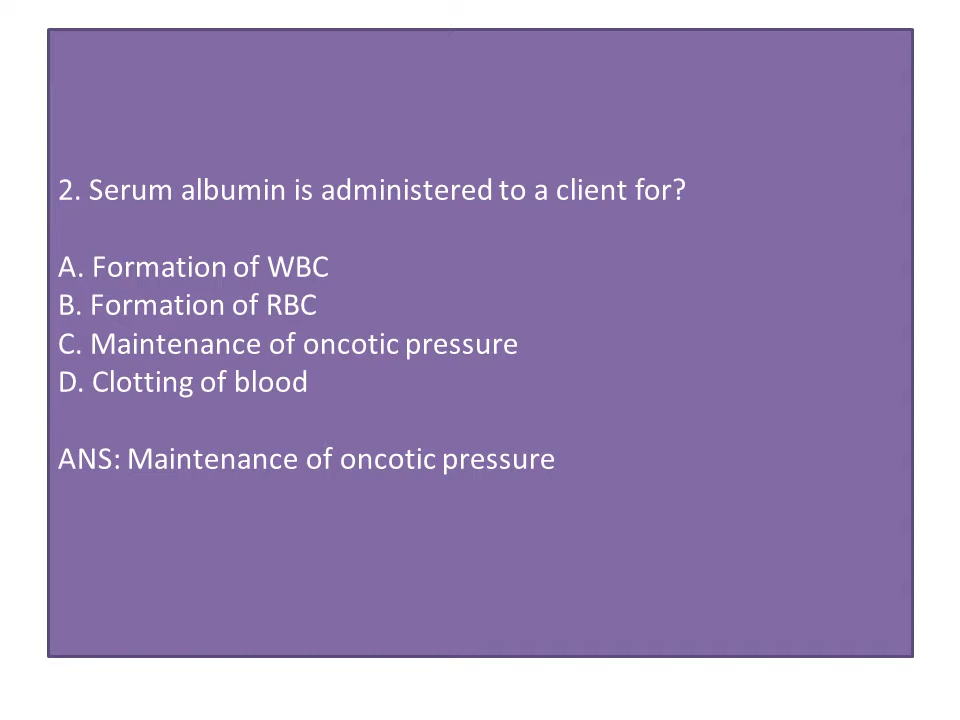 2. Serum albumin is administered to a client for?
A. Formation of WBC
B. Formation of RBC
C. Maintenance of oncotic pressure
D. Clotting of blood
ANS: Maintenance of oncotic pressure